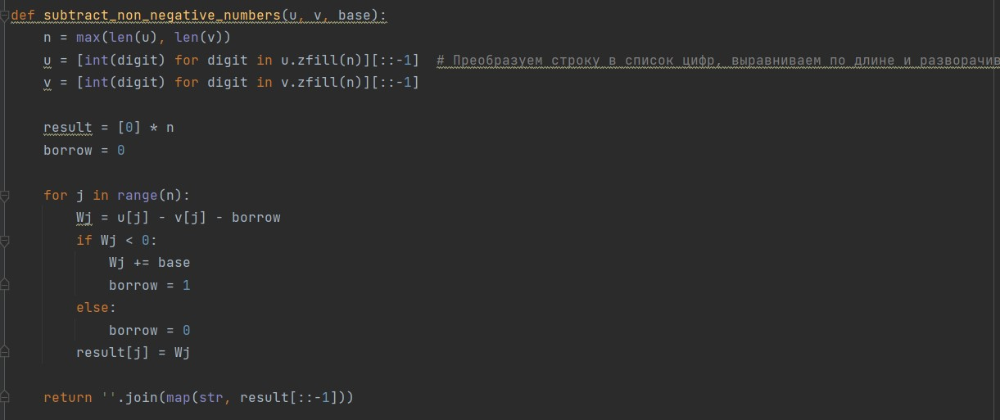 def subtract_non_negative_numbers(u, v, base):
    n = max(len(u), len(v))
    u = [int(digit) for digit in u.zfill(n)][::-1]  # Преобразуем строку в список цифр, выравниваем по длине и разворачив
    v = [int(digit) for digit in v.zfill(n)][::-1]

    result = [0] * n
    borrow = 0

    for j in range(n):
        Wj = u[j] - v[j] - borrow
        if Wj < 0:
            Wj += base
            borrow = 1
        else:
            borrow = 0
        result[j] = Wj

    return ''.join(map(str, result[::-1]))